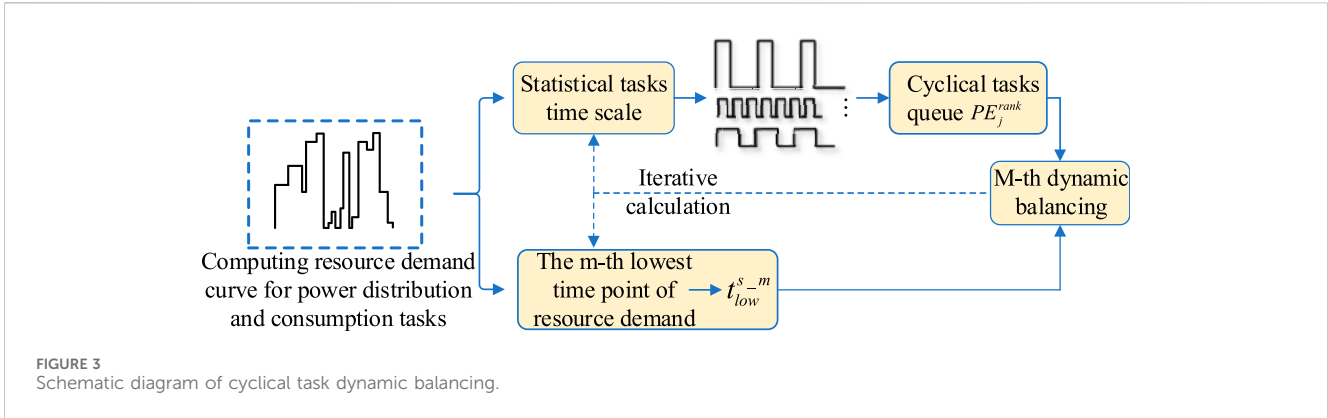 Statistical tasks
time scale
⋮
Cyclical tasks
queue PE_j^{rank}
M-th dynamic
balancing
Iterative
calculation
Computing resource demand
curve for power distribution
and consumption tasks
The m-th lowest
time point of
resource demand
t_{low}^{s_m}
FIGURE 3
Schematic diagram of cyclical task dynamic balancing.